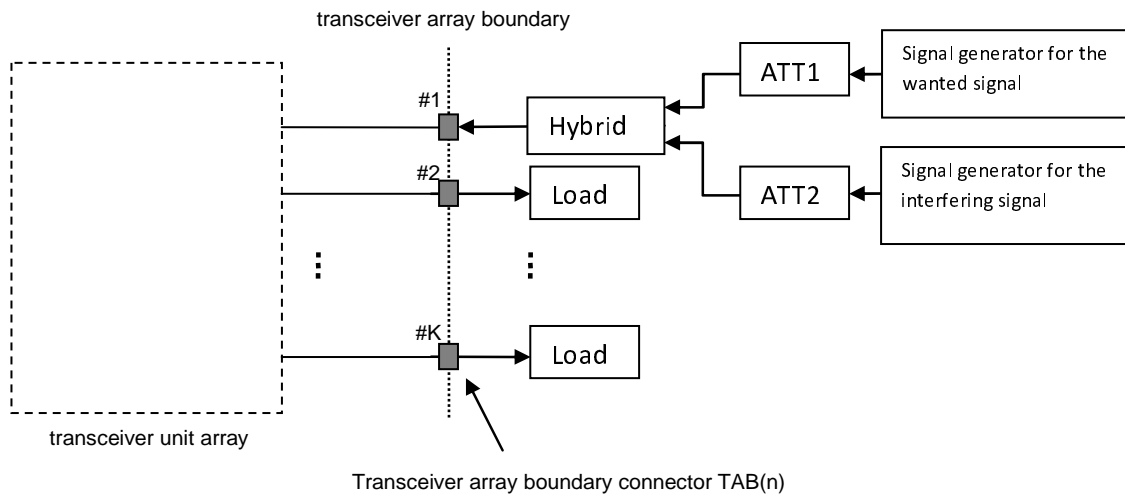 transceiver array boundary
#1
Hybrid
ATT1
Signal generator for the
wanted signal
#2
Load
ATT2
Signal generator for the
interfering signal
#K
Load
transceiver unit array
Transceiver array boundary connector TAB(n)